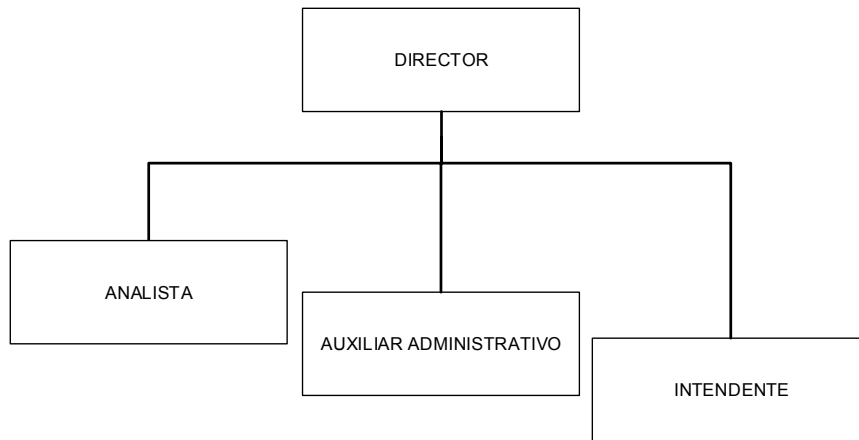 DIRECTOR
ANALISTA
AUXILIAR ADMINISTRATIVO
INTENDENTE